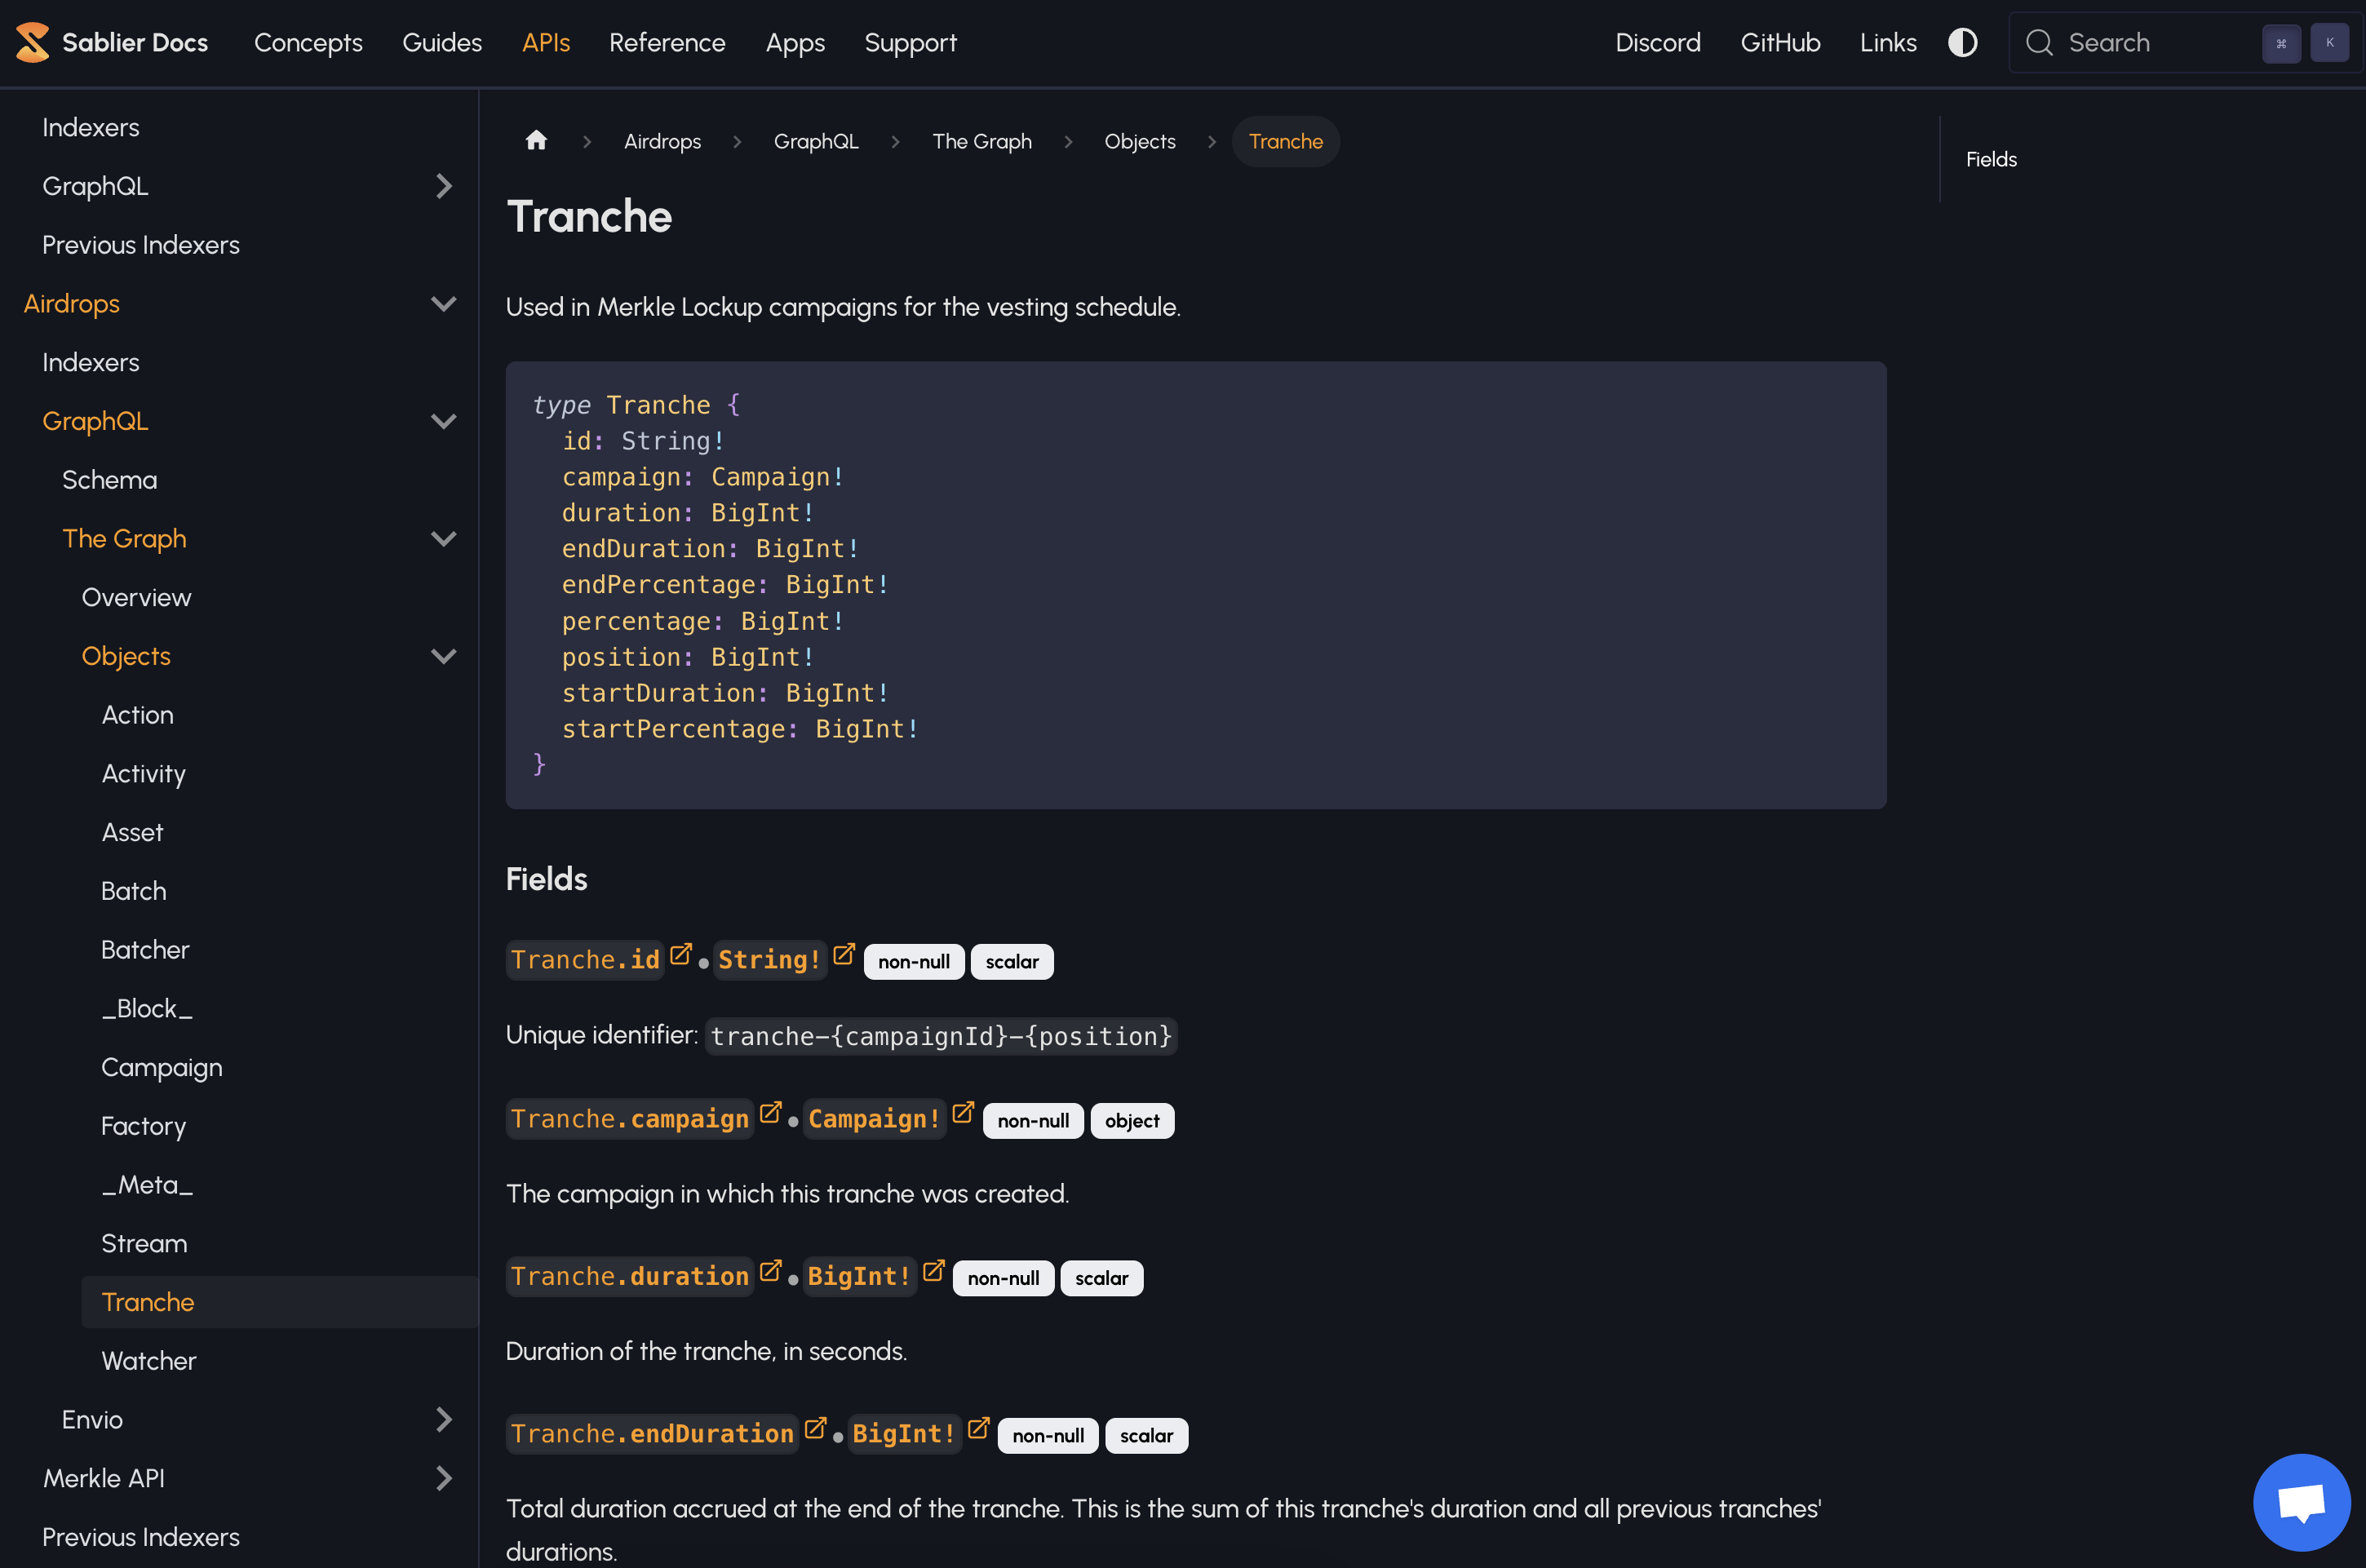 Sablier Docs
Concepts
Guides
APIs
Reference
Apps
Support
Discord
GitHub
Links
Search
⌘
K
Indexers
GraphQL
Previous Indexers
Airdrops
Indexers
GraphQL
Schema
The Graph
Overview
Objects
Action
Activity
Asset
Batch
Batcher
_Block_
Campaign
Factory
_Meta_
Stream
Tranche
Watcher
Envio
Merkle API
Previous Indexers
Airdrops
GraphQL
The Graph
Objects
Tranche
Tranche
Used in Merkle Lockup campaigns for the vesting schedule.
type Tranche {
  id: String!
  campaign: Campaign!
  duration: BigInt!
  endDuration: BigInt!
  endPercentage: BigInt!
  percentage: BigInt!
  position: BigInt!
  startDuration: BigInt!
  startPercentage: BigInt!
}
Fields
Tranche.id ● String! non-null scalar
Unique identifier: tranche-{campaignId}-{position}
Tranche.campaign ● Campaign! non-null object
The campaign in which this tranche was created.
Tranche.duration ● BigInt! non-null scalar
Duration of the tranche, in seconds.
Tranche.endDuration ● BigInt! non-null scalar
Total duration accrued at the end of the tranche. This is the sum of this tranche's duration and all previous tranches'
durations.
Fields